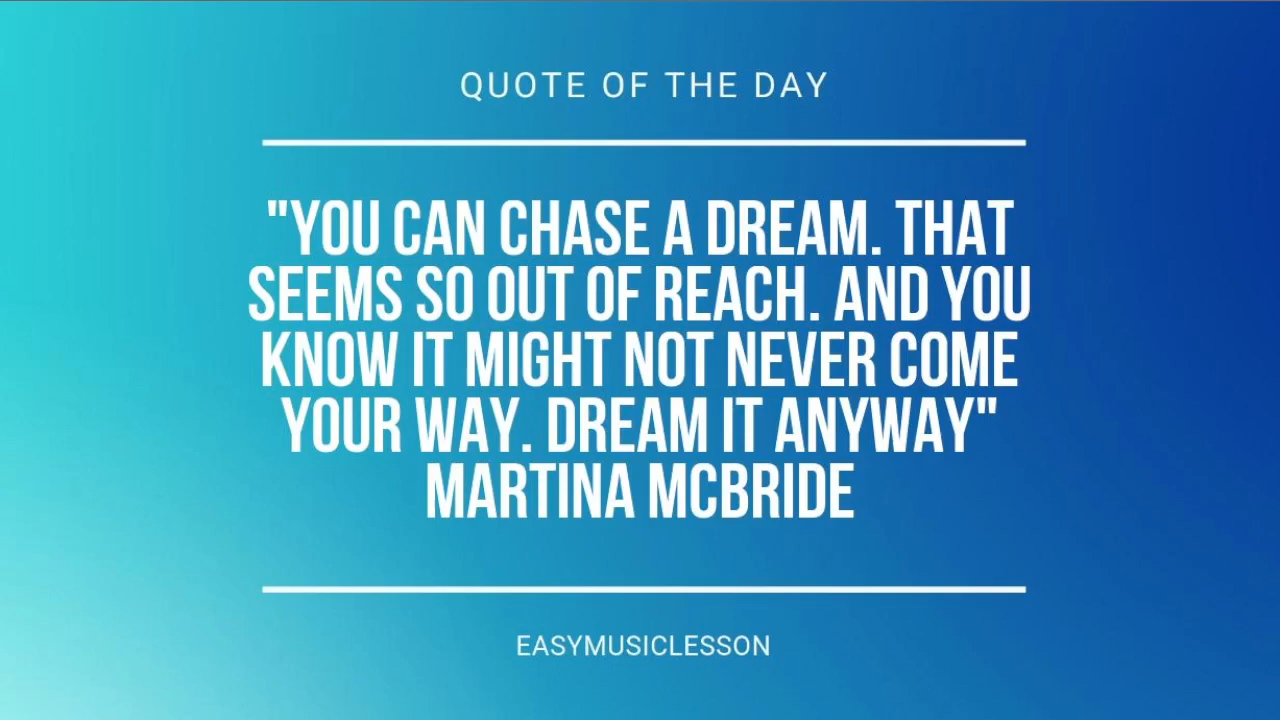 QUOTE OF THE DAY
"YOU CAN CHASE A DREAM. THAT
SEEMS SO OUT OF REACH. AND YOU
KNOW IT MIGHT NOT NEVER COME
YOUR WAY. DREAM IT ANYWAY"
MARTINA MCBRIDE
EASYMUSICLESSON